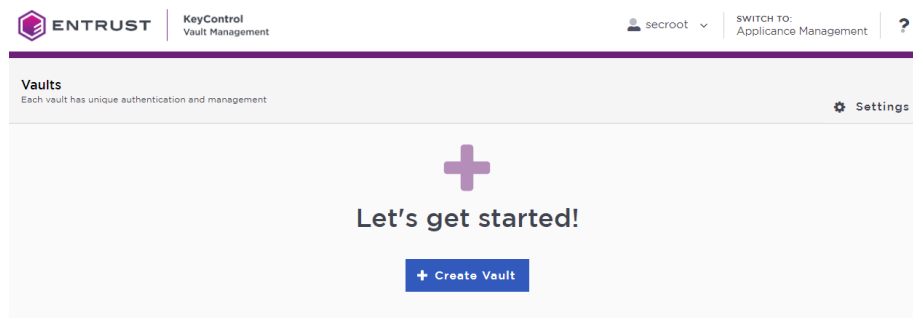 ENTRUST
KeyControl
Vault Management
secroot
SWITCH TO:
Applicance Management
?
Vaults
Each vault has unique authentication and management
Settings
Let's get started!
Create Vault